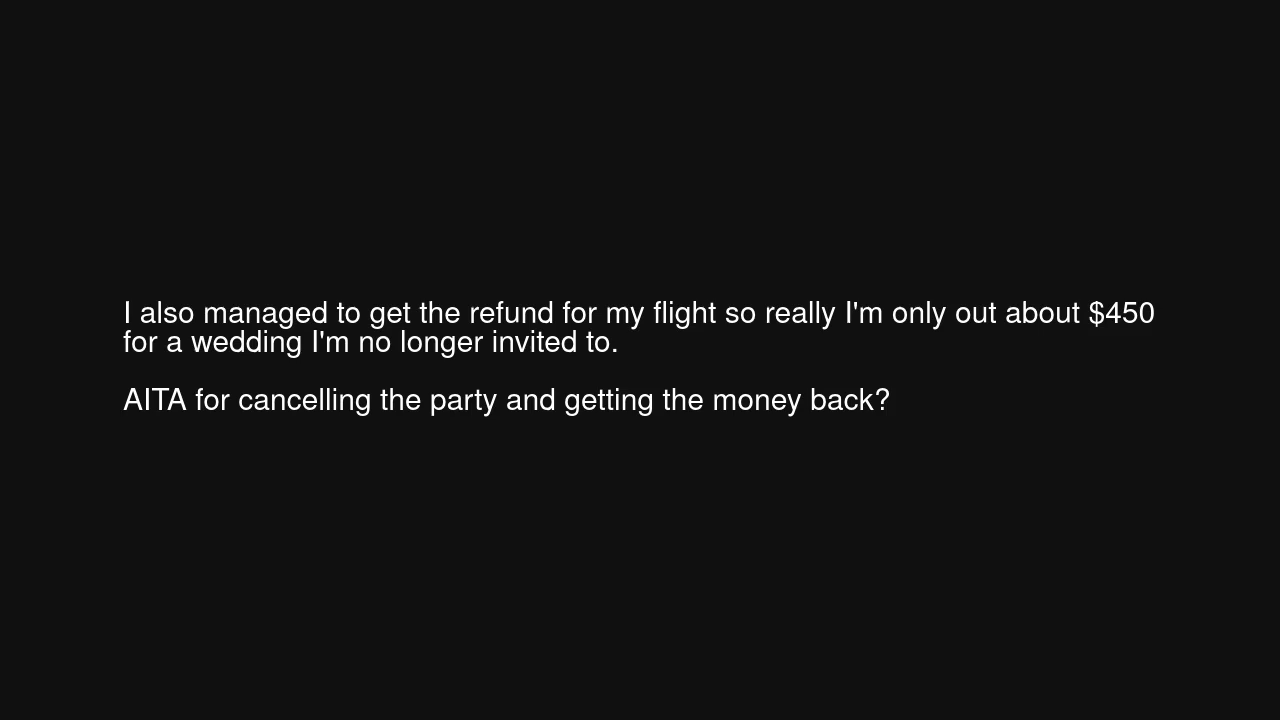 I also managed to get the refund for my flight so really I'm only out about $450
for a wedding I'm no longer invited to.
AITA for cancelling the party and getting the money back?